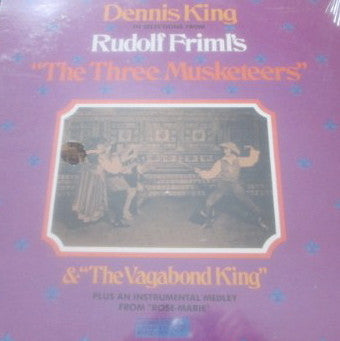 Dennis King
IN SELECTIONS FROM
Rudolf Friml's
"The Three Musketeers"
& "The Vagabond King"
PLUS AN INSTRUMENTAL MEDLEY
FROM "ROSE-MARIE"